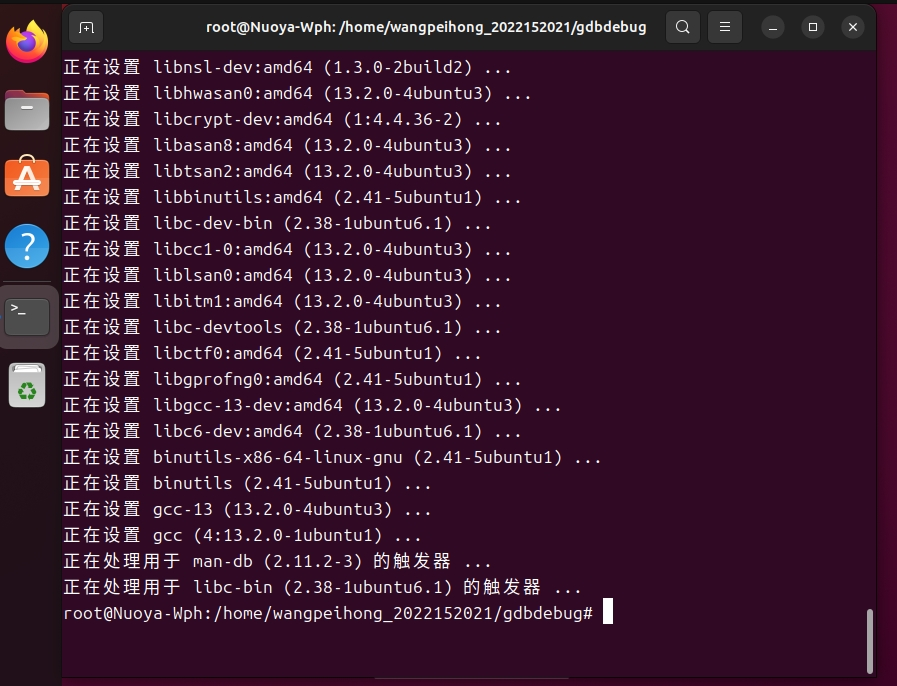 root@Nuoya-Wph: /home/wangpeihong_2022152021/gdbdebug
正在设置 libnsl-dev:amd64 (1.3.0-2build2) ...
正在设置 libhwasan0:amd64 (13.2.0-4ubuntu3) ...
正在设置 libcrypt-dev:amd64 (1:4.4.36-2) ...
正在设置 libasan8:amd64 (13.2.0-4ubuntu3) ...
正在设置 libtsan2:amd64 (13.2.0-4ubuntu3) ...
正在设置 libbinutils:amd64 (2.41-5ubuntu1) ...
正在设置 libc-dev-bin (2.38-1ubuntu6.1) ...
正在设置 libcc1-0:amd64 (13.2.0-4ubuntu3) ...
正在设置 liblsan0:amd64 (13.2.0-4ubuntu3) ...
正在设置 libitm1:amd64 (13.2.0-4ubuntu3) ...
正在设置 libc-devtools (2.38-1ubuntu6.1) ...
正在设置 libctf0:amd64 (2.41-5ubuntu1) ...
正在设置 libgprofng0:amd64 (2.41-5ubuntu1) ...
正在设置 libgcc-13-dev:amd64 (13.2.0-4ubuntu3) ...
正在设置 libc6-dev:amd64 (2.38-1ubuntu6.1) ...
正在设置 binutils-x86-64-linux-gnu (2.41-5ubuntu1) ...
正在设置 binutils (2.41-5ubuntu1) ...
正在设置 gcc-13 (13.2.0-4ubuntu3) ...
正在设置 gcc (4:13.2.0-1ubuntu1) ...
正在处理用于 man-db (2.11.2-3) 的触发器 ...
正在处理用于 libc-bin (2.38-1ubuntu6.1) 的触发器 ...
root@Nuoya-Wph:/home/wangpeihong_2022152021/gdbdebug#